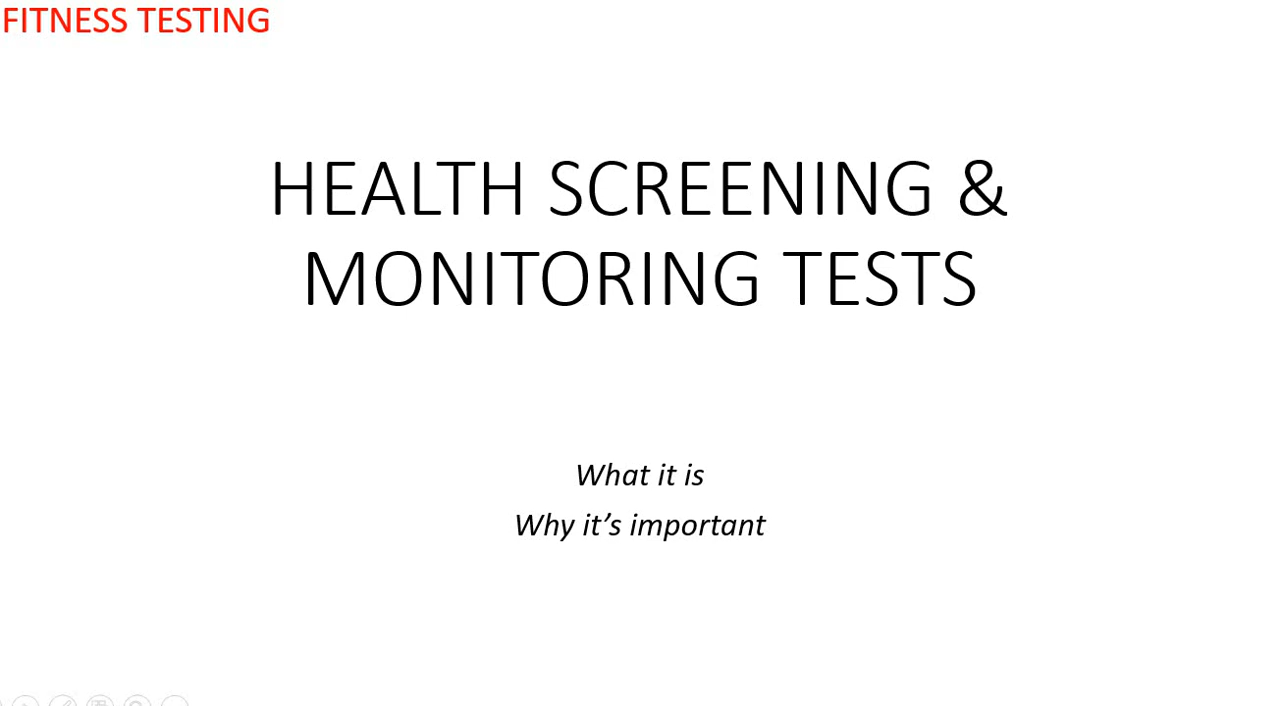 FITNESS TESTING
HEALTH SCREENING &
MONITORING TESTS
What it is
Why it’s important